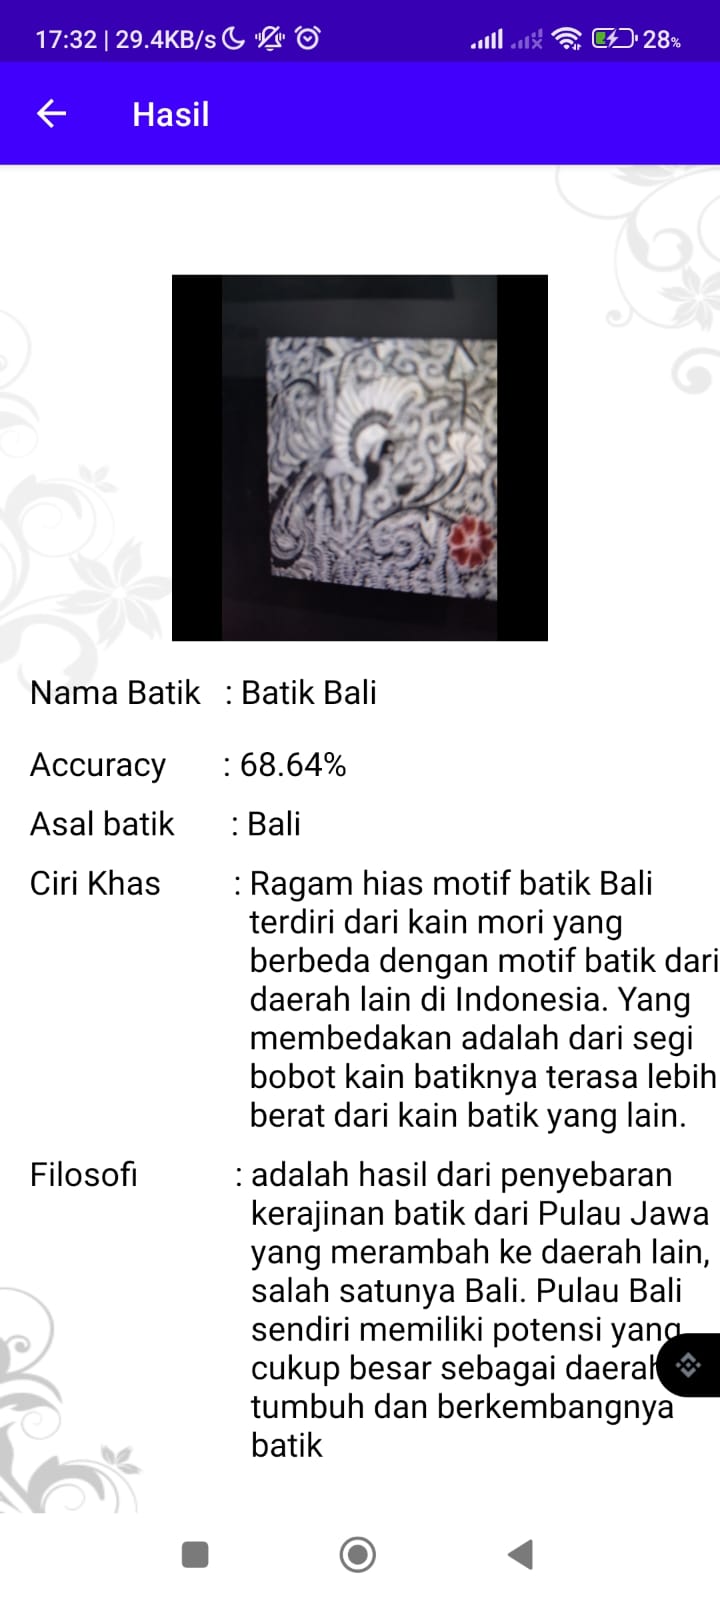 17:32 | 29.4KB/s 28%
Hasil
Nama Batik : Batik Bali
Accuracy : 68.64%
Asal batik : Bali
Ciri Khas : Ragam hias motif batik Bali
terdiri dari kain mori yang
berbeda dengan motif batik dari
daerah lain di Indonesia. Yang
membedakan adalah dari segi
bobot kain batiknya terasa lebih
berat dari kain batik yang lain.
Filosofi : adalah hasil dari penyebaran
kerajinan batik dari Pulau Jawa
yang merambah ke daerah lain,
salah satunya Bali. Pulau Bali
sendiri memiliki potensi yang
cukup besar sebagai daerah
tumbuh dan berkembangnya
batik